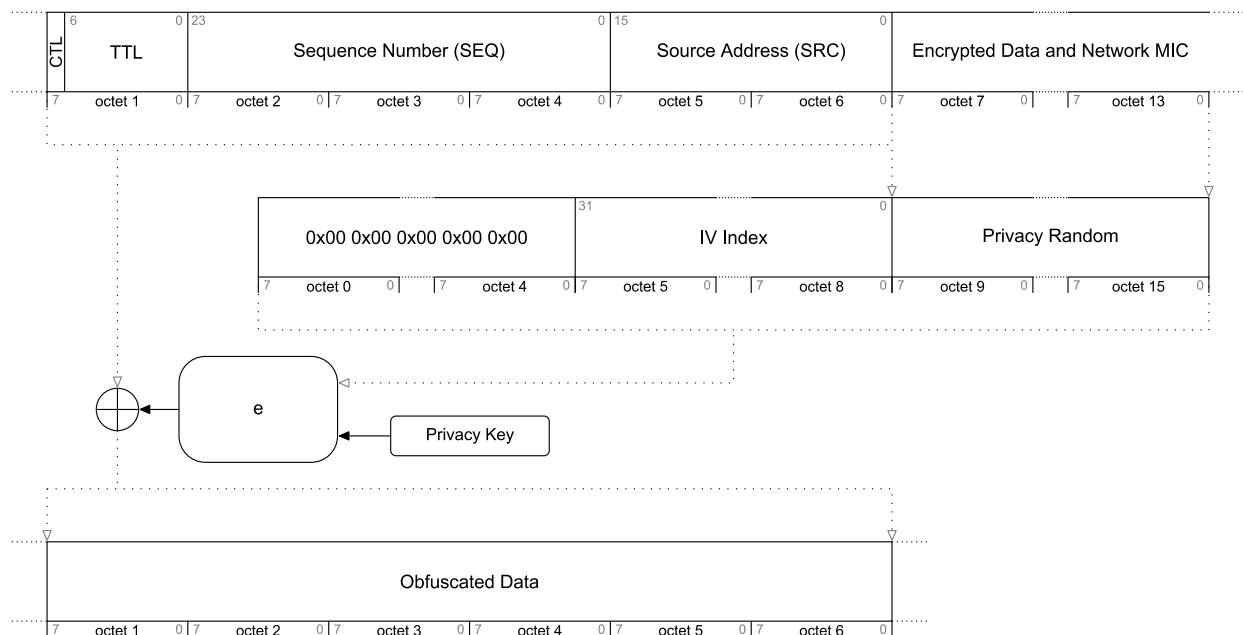 6 0 23 0 15 0
CTL TTL Sequence Number (SEQ) Source Address (SRC) Encrypted Data and Network MIC
7 octet 1 0 7 octet 2 0 7 octet 3 0 7 octet 4 0 7 octet 5 0 7 octet 6 0 7 octet 7 0 7 octet 13 0
31 0
0x00 0x00 0x00 0x00 0x00 IV Index Privacy Random
7 octet 0 0 7 octet 4 0 7 octet 5 0 7 octet 8 0 7 octet 9 0 7 octet 15 0
e
Privacy Key
Obfuscated Data
7 octet 1 0 7 octet 2 0 7 octet 3 0 7 octet 4 0 7 octet 5 0 7 octet 6 0